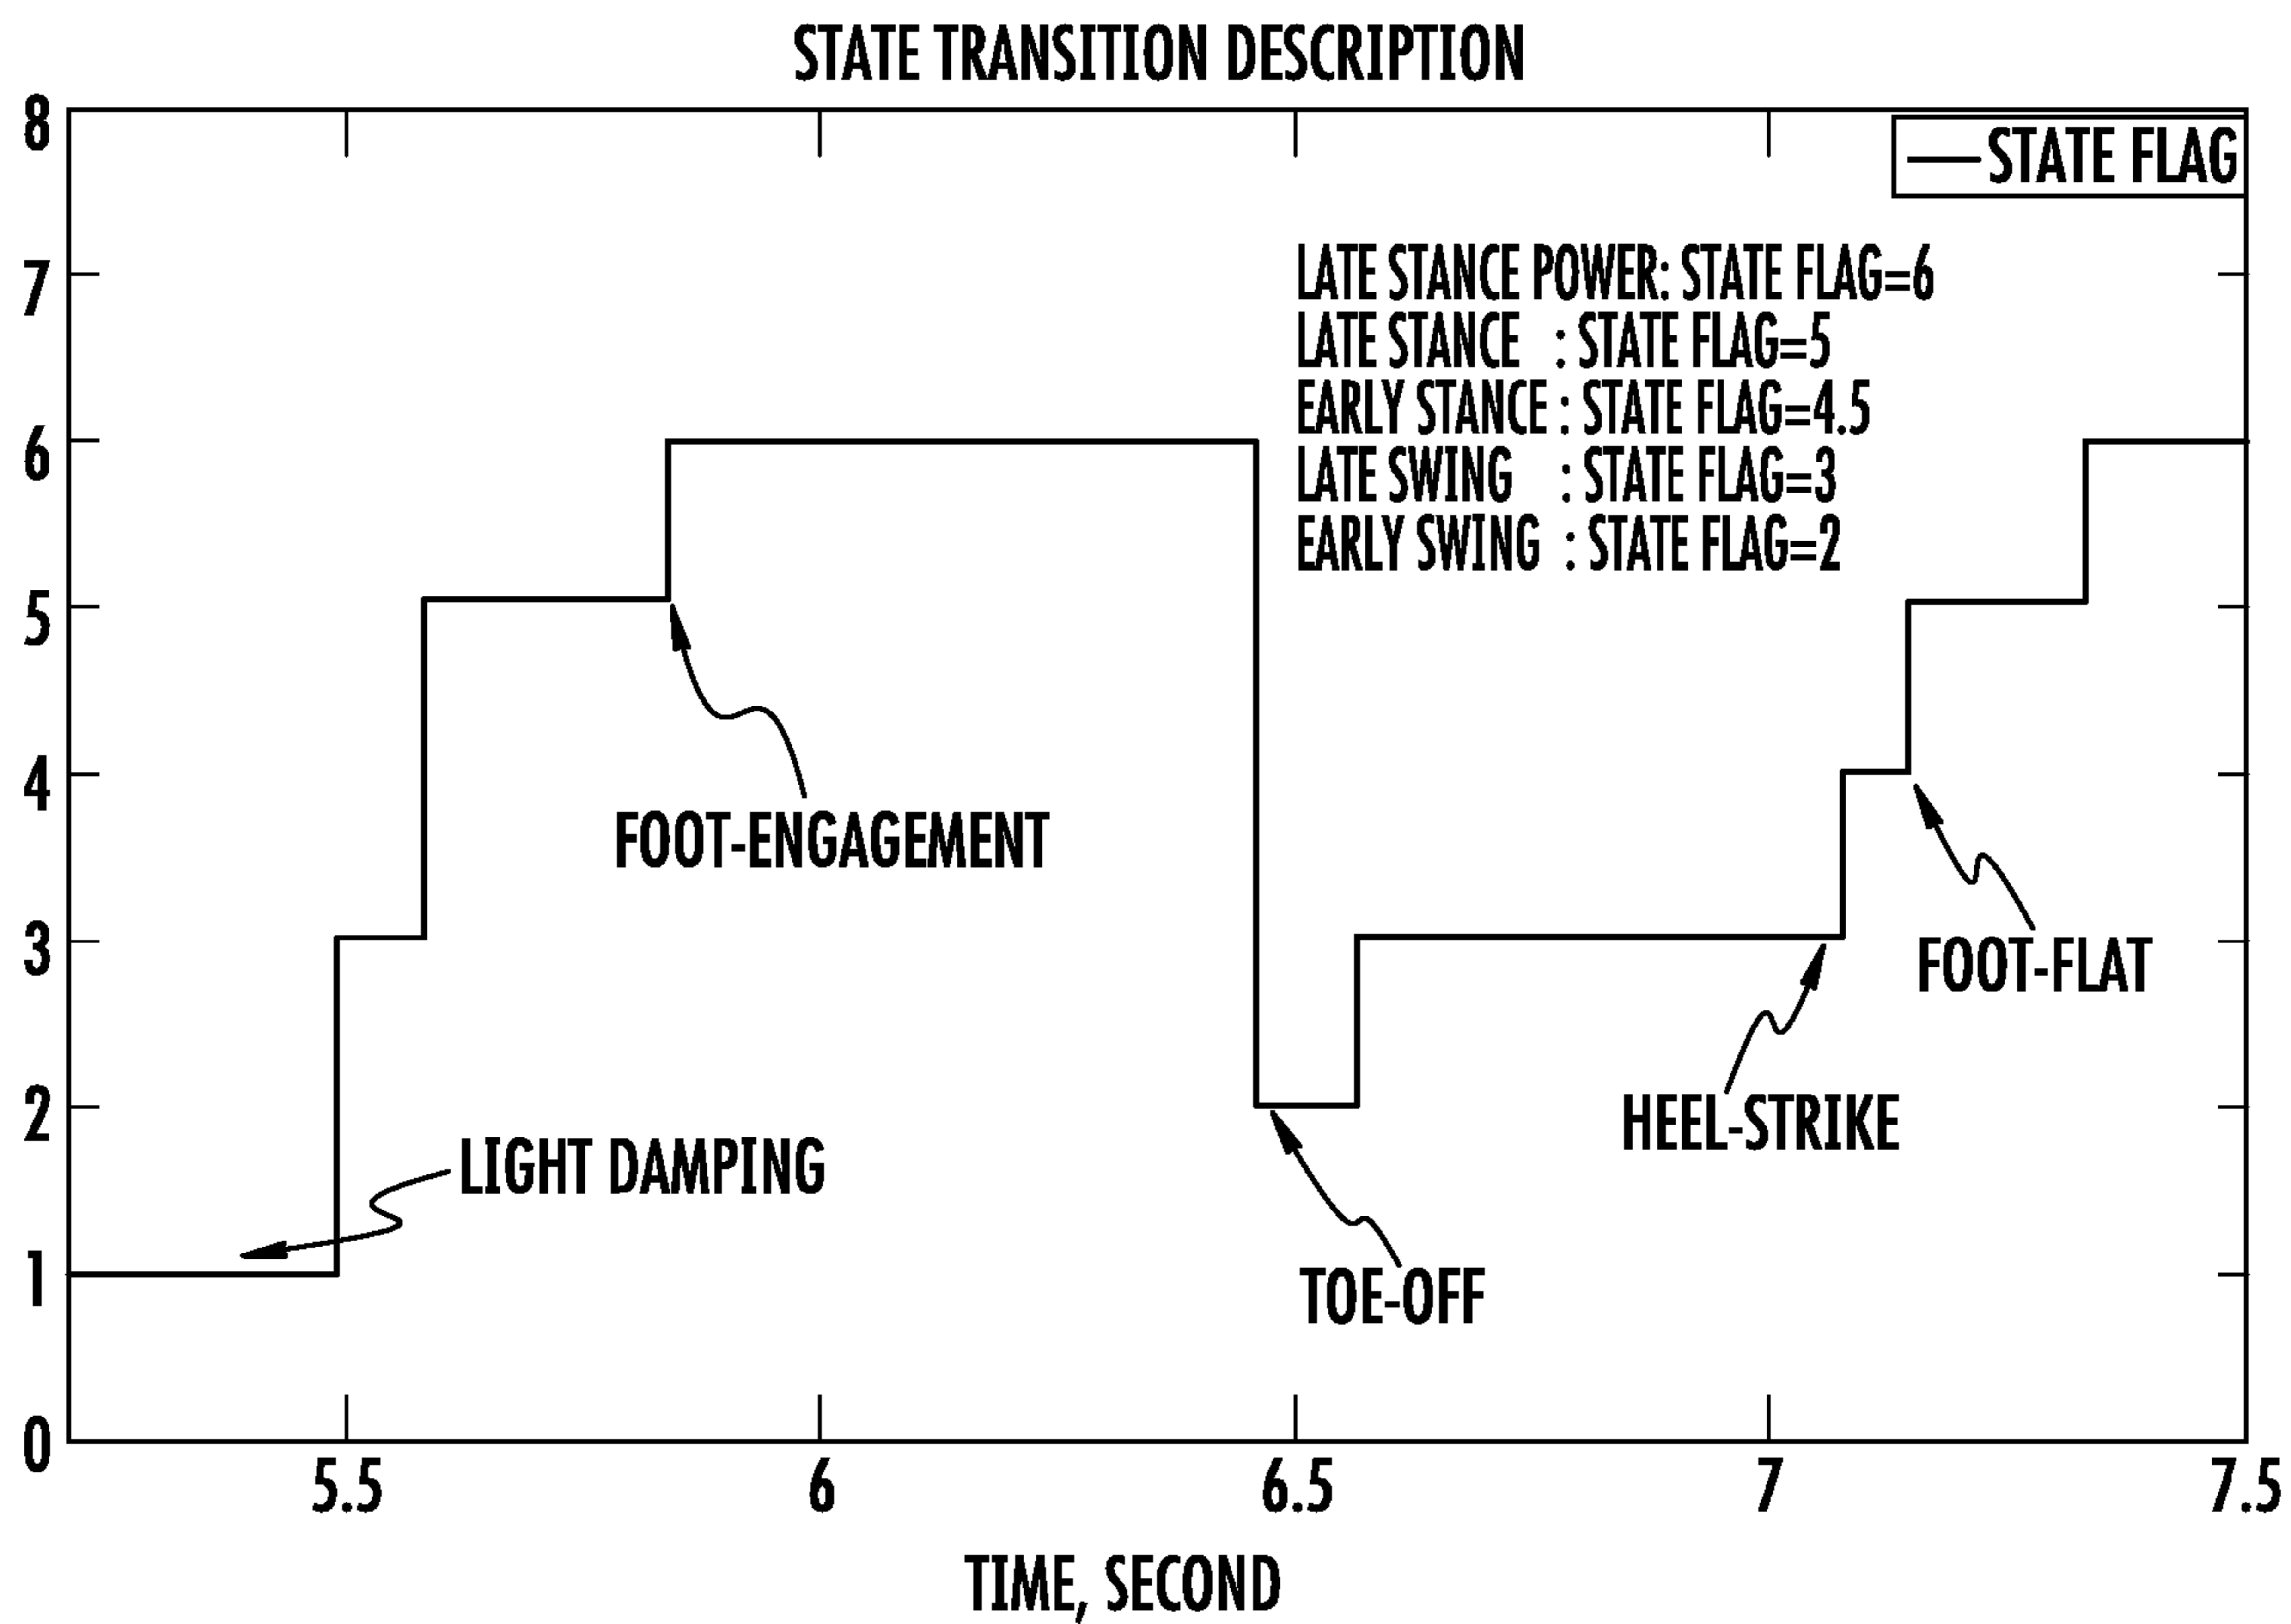 STATE TRANSITION DESCRIPTION
8
7
6
5
4
3
2
1
0
STATE FLAG
LATE STANCE POWER: STATE FLAG=6
LATE STANCE : STATE FLAG=5
EARLY STANCE : STATE FLAG=4.5
LATE SWING : STATE FLAG=3
EARLY SWING : STATE FLAG=2
FOOT-ENGAGEMENT
FOOT-FLAT
HEEL-STRIKE
LIGHT DAMPING
TOE-OFF
5.5 6 6.5 7 7.5
TIME, SECOND